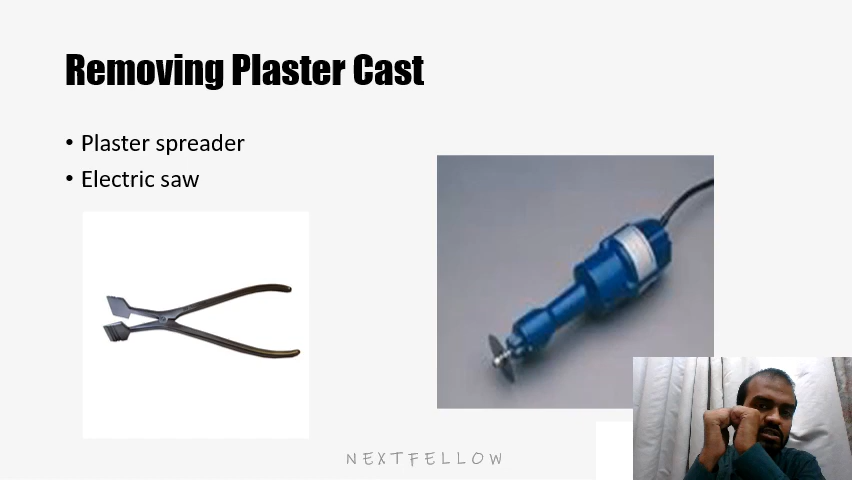 Removing Plaster Cast
• Plaster spreader
• Electric saw
NEXTFELLOW